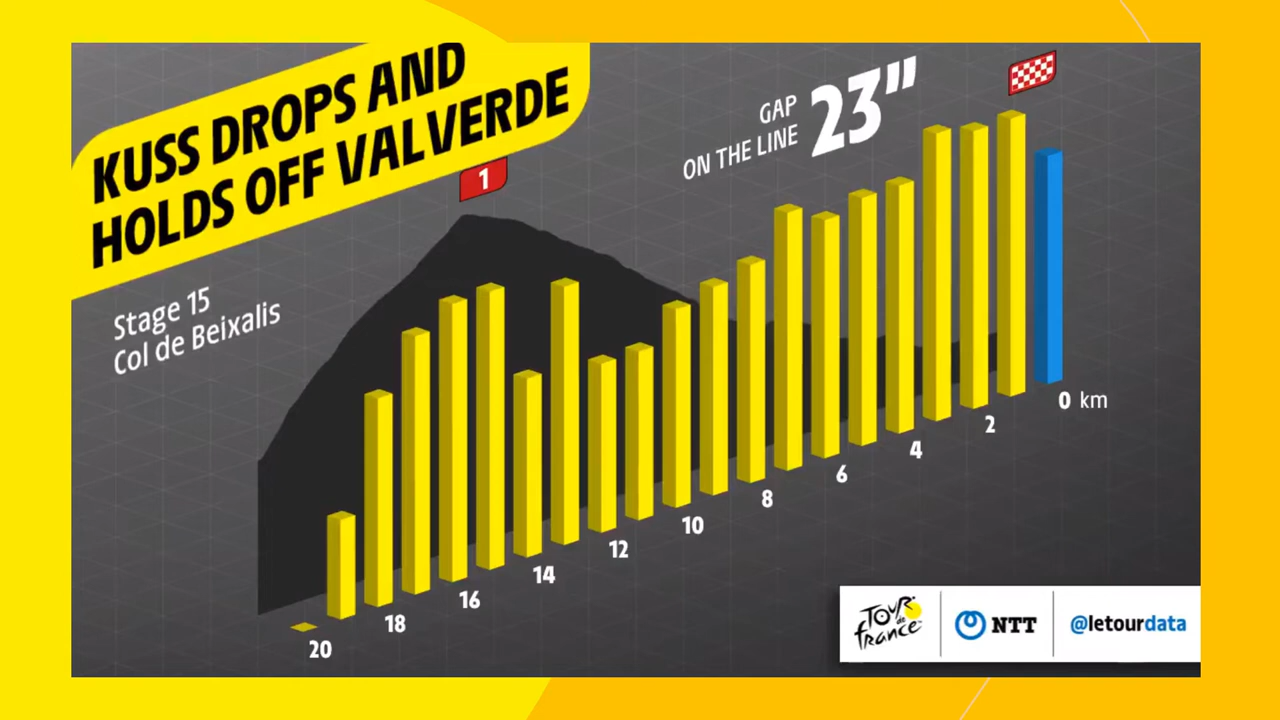 KUSS DROPS AND
HOLDS OFF VALVERDE
1
GAP
ON THE LINE
23"
Stage 15
Col de Beixalis
20
18
16
14
12
10
8
6
4
2
0 km
TOUR
de
france
NTT
@letourdata